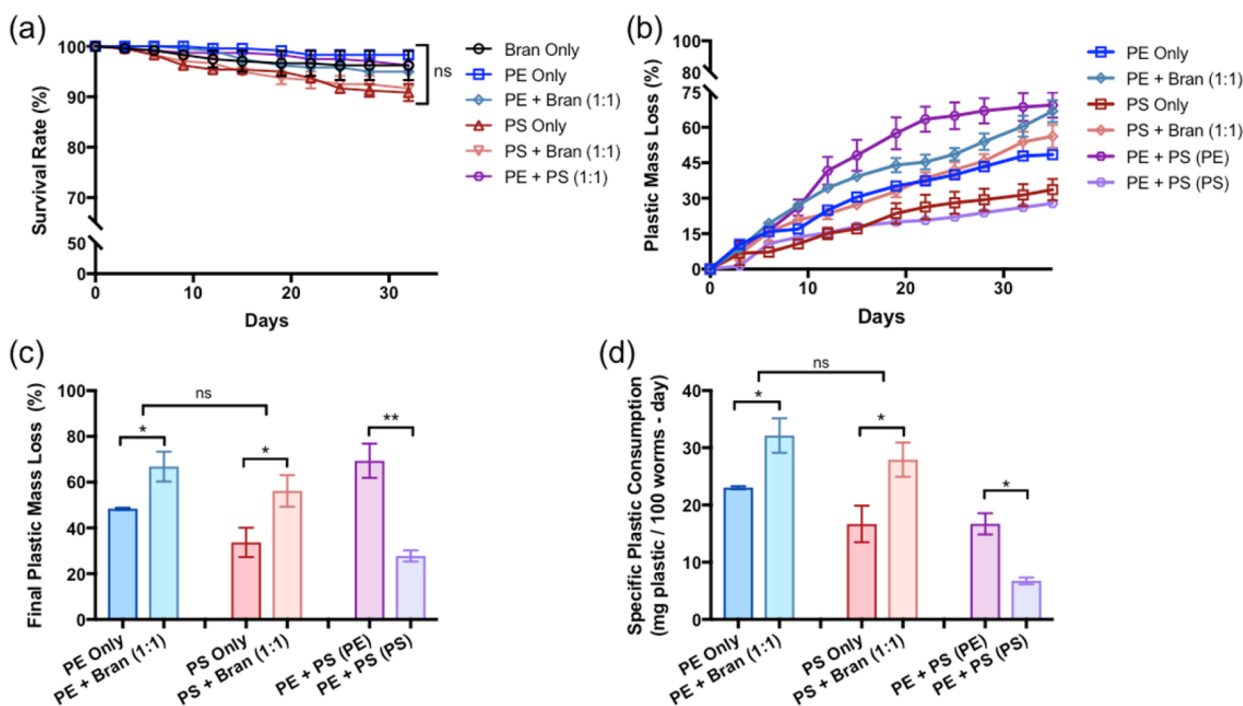 (a)
100
90
80
70
50
0
Survival Rate (%)
0
10
20
30
Days
ns
Bran Only
PE Only
PE + Bran (1:1)
PS Only
PS + Bran (1:1)
PE + PS (1:1)
(b)
100
80
75
60
45
30
15
0
Plastic Mass Loss (%)
0
10
20
30
Days
PE Only
PE + Bran (1:1)
PS Only
PS + Bran (1:1)
PE + PS (PE)
PE + PS (PS)
(c)
100
80
60
40
20
0
Final Plastic Mass Loss (%)
ns
*
*
**
PE Only
PE + Bran (1:1)
PS Only
PS + Bran (1:1)
PE + PS (PE)
PE + PS (PS)
(d)
40
30
20
10
0
Specific Plastic Consumption
(mg plastic / 100 worms - day)
ns
*
*
*
PE Only
PE + Bran (1:1)
PS Only
PS + Bran (1:1)
PE + PS (PE)
PE + PS (PS)